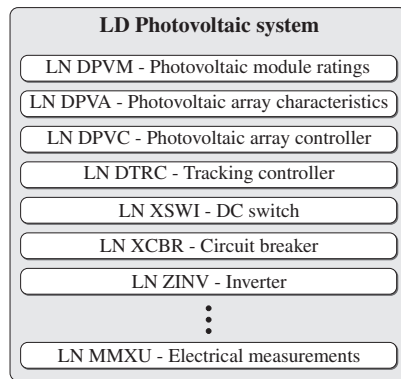 LD Photovoltaic system
LN DPVM - Photovoltaic module ratings
LN DPVA - Photovoltaic array characteristics
LN DPVC - Photovoltaic array controller
LN DTRC - Tracking controller
LN XSWI - DC switch
LN XCBR - Circuit breaker
LN ZINV - Inverter
LN MMXU - Electrical measurements